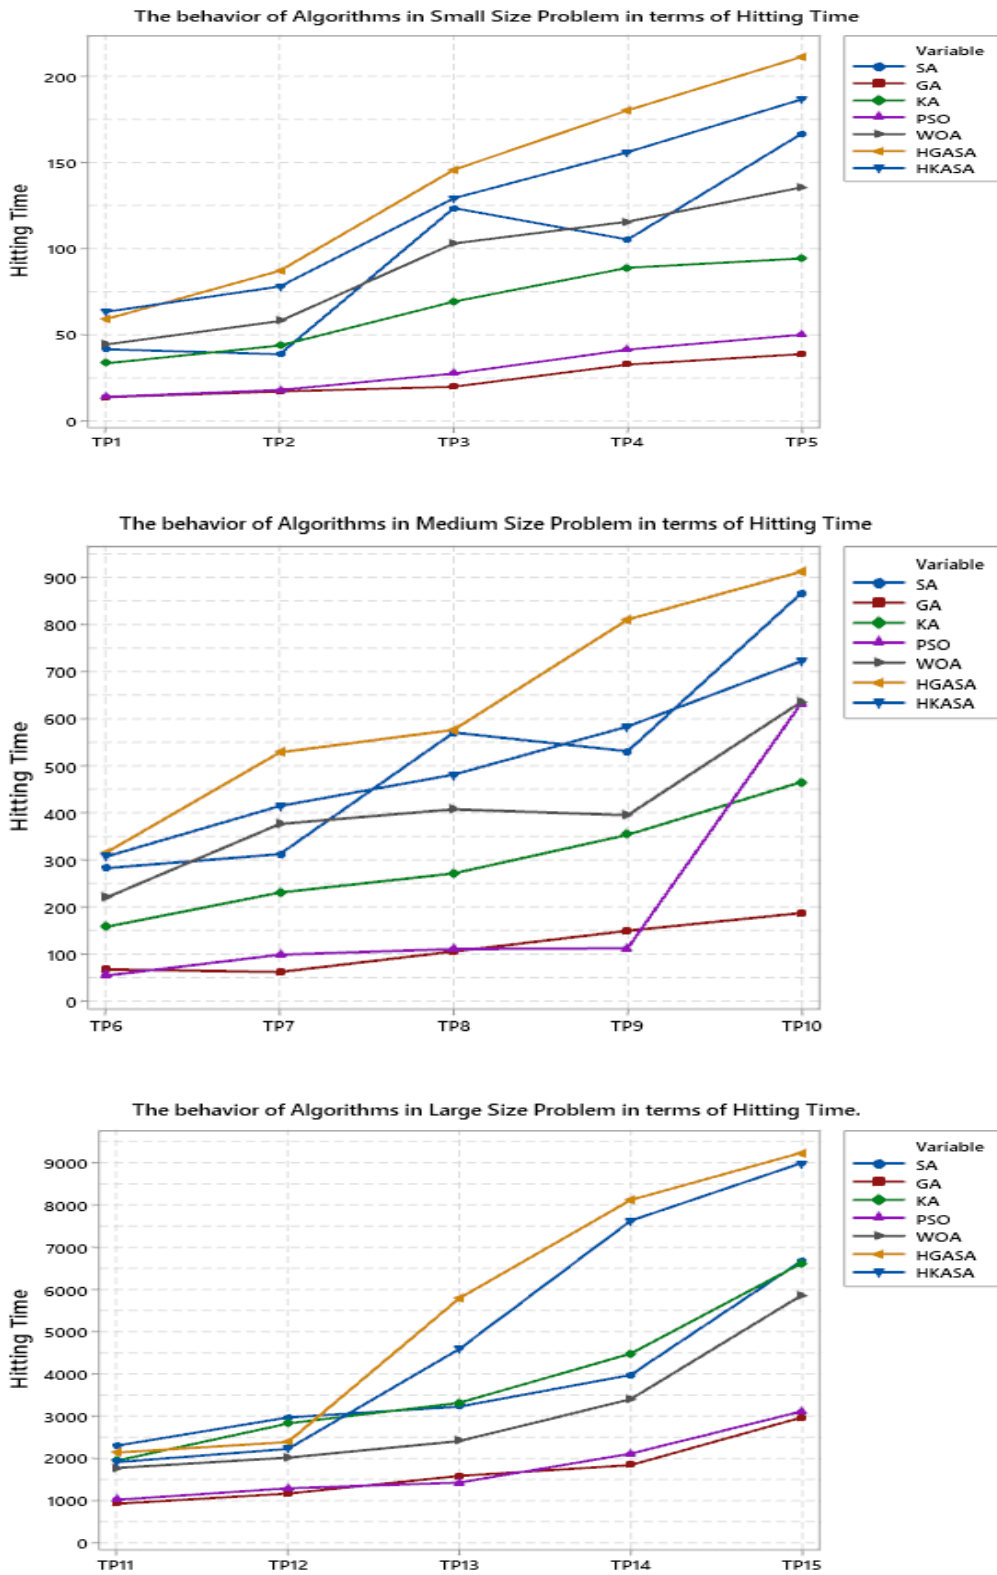 The behavior of Algorithms in Small Size Problem in terms of Hitting Time
Hitting Time
200
150
100
50
0
TP1 TP2 TP3 TP4 TP5
Variable
SA
GA
KA
PSO
WOA
HGASA
HKASA
The behavior of Algorithms in Medium Size Problem in terms of Hitting Time
Hitting Time
900
800
700
600
500
400
300
200
100
0
TP6 TP7 TP8 TP9 TP10
Variable
SA
GA
KA
PSO
WOA
HGASA
HKASA
The behavior of Algorithms in Large Size Problem in terms of Hitting Time.
Hitting Time
9000
8000
7000
6000
5000
4000
3000
2000
1000
0
TP11 TP12 TP13 TP14 TP15
Variable
SA
GA
KA
PSO
WOA
HGASA
HKASA